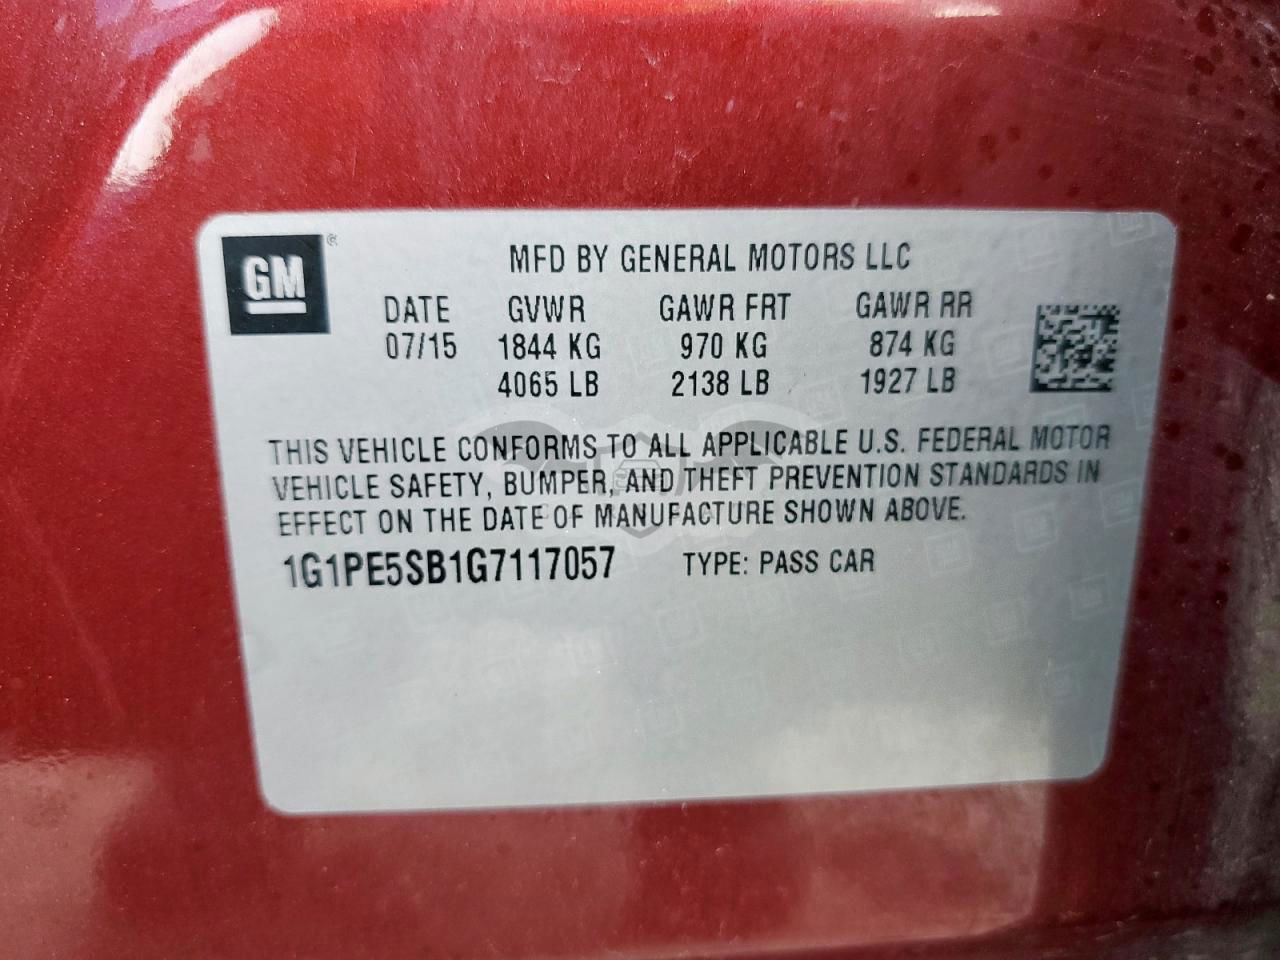 GM ®
MFD BY GENERAL MOTORS LLC
DATE GVWR GAWR FRT GAWR RR
07/15 1844 KG 970 KG 874 KG
4065 LB 2138 LB 1927 LB
THIS VEHICLE CONFORMS TO ALL APPLICABLE U.S. FEDERAL MOTOR
VEHICLE SAFETY, BUMPER, AND THEFT PREVENTION STANDARDS IN
EFFECT ON THE DATE OF MANUFACTURE SHOWN ABOVE.
1G1PE5SB1G7117057 TYPE: PASS CAR